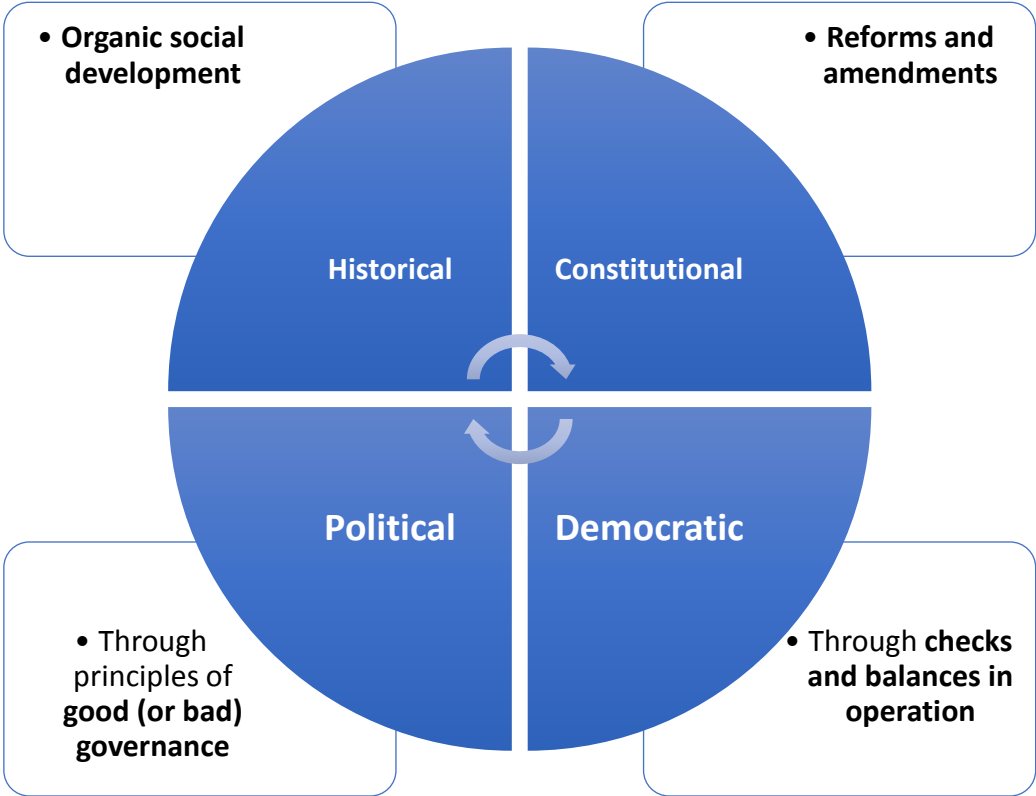 • Organic social
development
• Reforms and
amendments
Historical
Constitutional
Political
Democratic
• Through
principles of
good (or bad)
governance
• Through checks
and balances in
operation